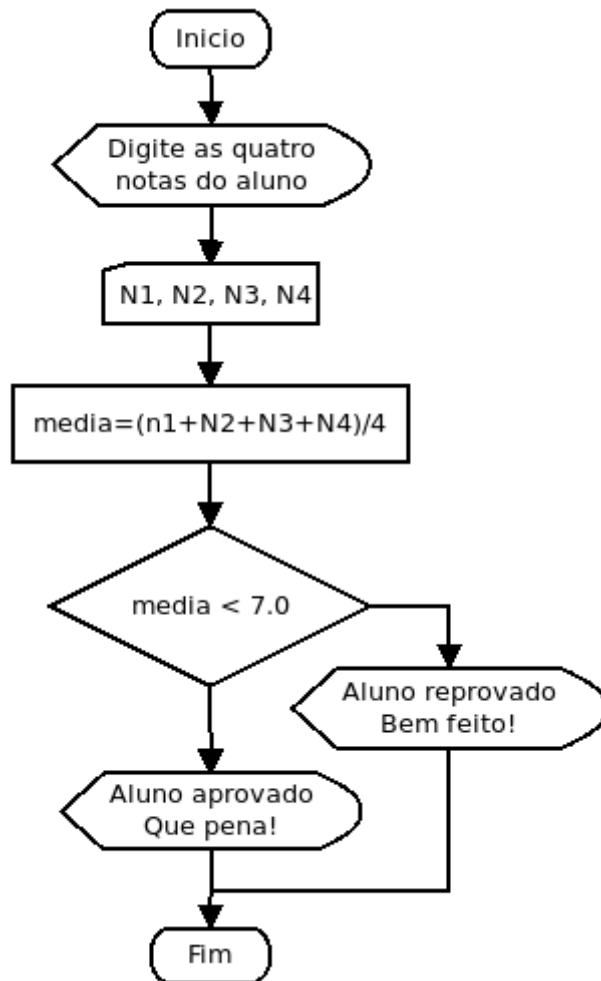 Inicio
Digite as quatro
notas do aluno
N1, N2, N3, N4
media=(n1+N2+N3+N4)/4
media < 7.0
Aluno reprovado
Bem feito!
Aluno aprovado
Que pena!
Fim